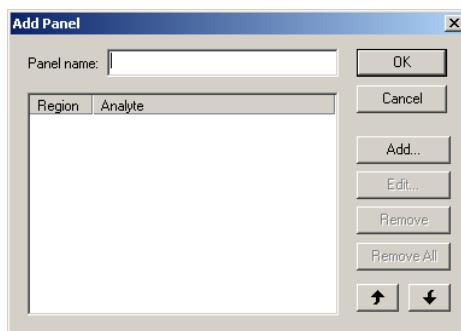 Add Panel
Panel name:
OK
Cancel
Region Analyte
Add...
Edit...
Remove
Remove All